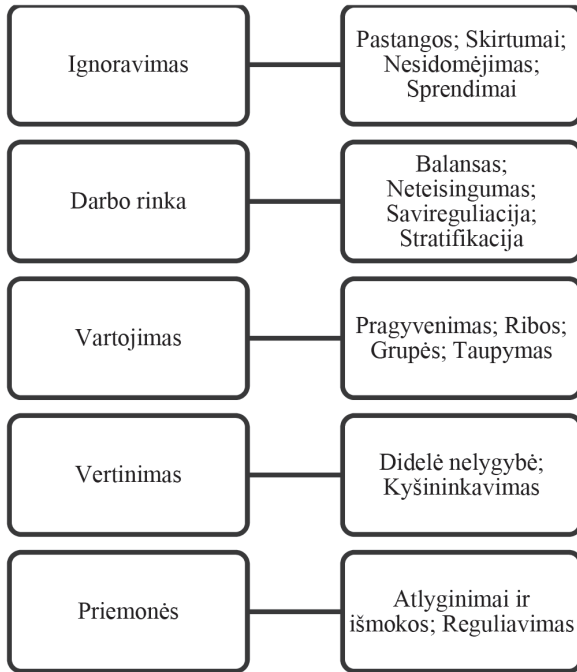 Ignoravimas
Pastangos; Skirtumai;
Nesidomėjimas;
Sprendimai
Darbo rinka
Balansas;
Neteisingumas;
Savireguliacija;
Stratifikacija
Vartojimas
Pragyvenimas; Ribos;
Grupės; Taupymas
Vertinimas
Didelė nelygybė;
Kyšininkavimas
Priemonės
Atlyginimai ir
išmokos; Reguliavimas